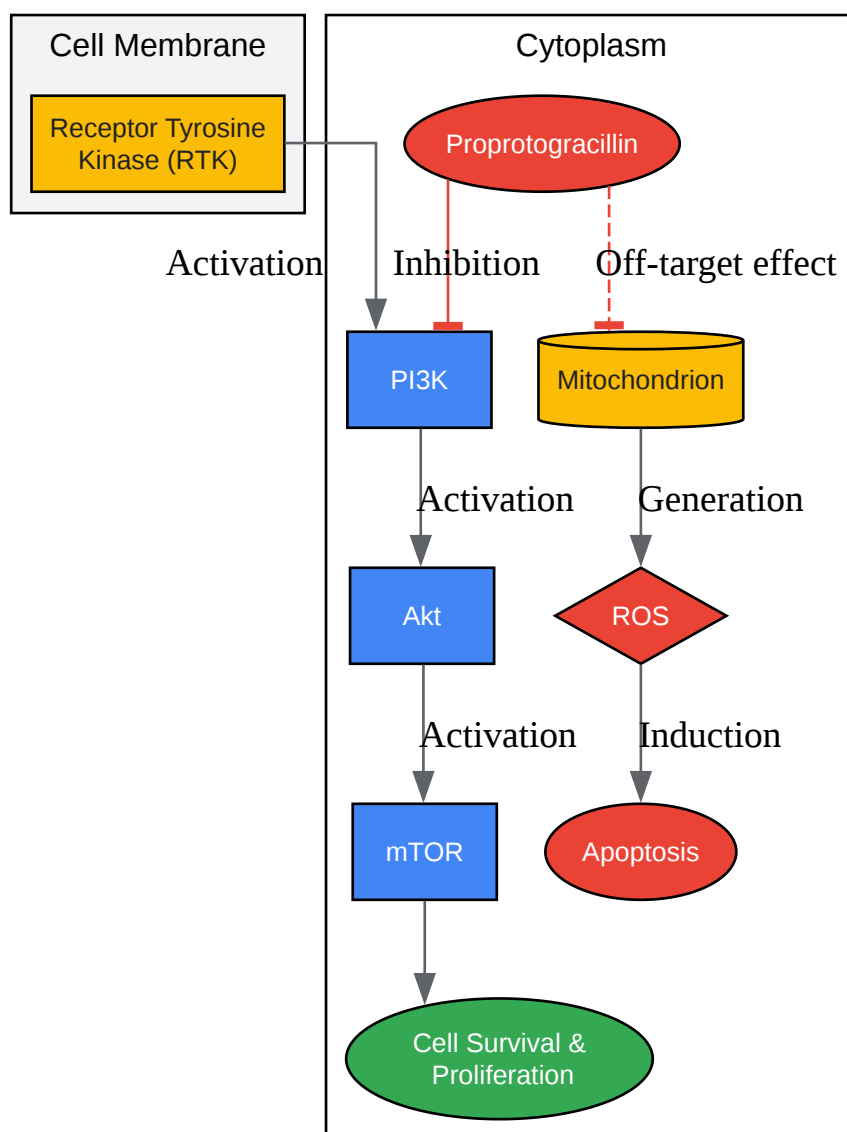 Cell Membrane
Cytoplasm
Receptor Tyrosine
Kinase (RTK)
Proprotogracillin
Activation
Inhibition
Off-target effect
PI3K
Mitochondrion
Activation
Generation
Akt
ROS
Activation
Induction
mTOR
Apoptosis
Cell Survival &
Proliferation